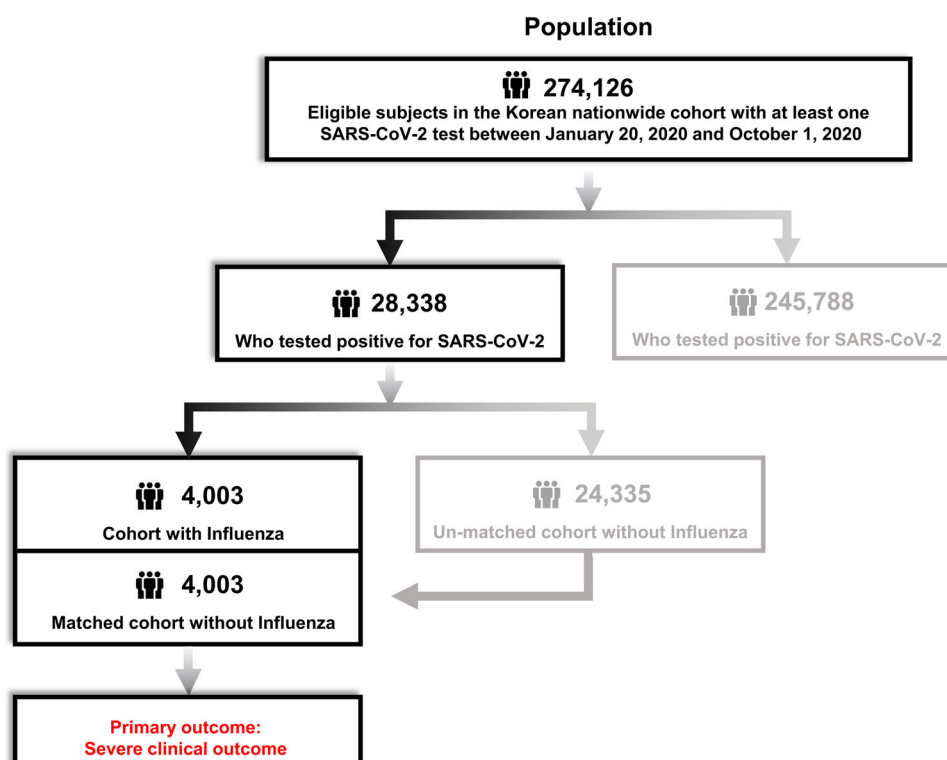 Population
274,126
Eligible subjects in the Korean nationwide cohort with at least one
SARS-CoV-2 test between January 20, 2020 and October 1, 2020
28,338
Who tested positive for SARS-CoV-2
245,788
Who tested positive for SARS-CoV-2
4,003
Cohort with Influenza
24,335
Un-matched cohort without Influenza
4,003
Matched cohort without Influenza
Primary outcome:
Severe clinical outcome